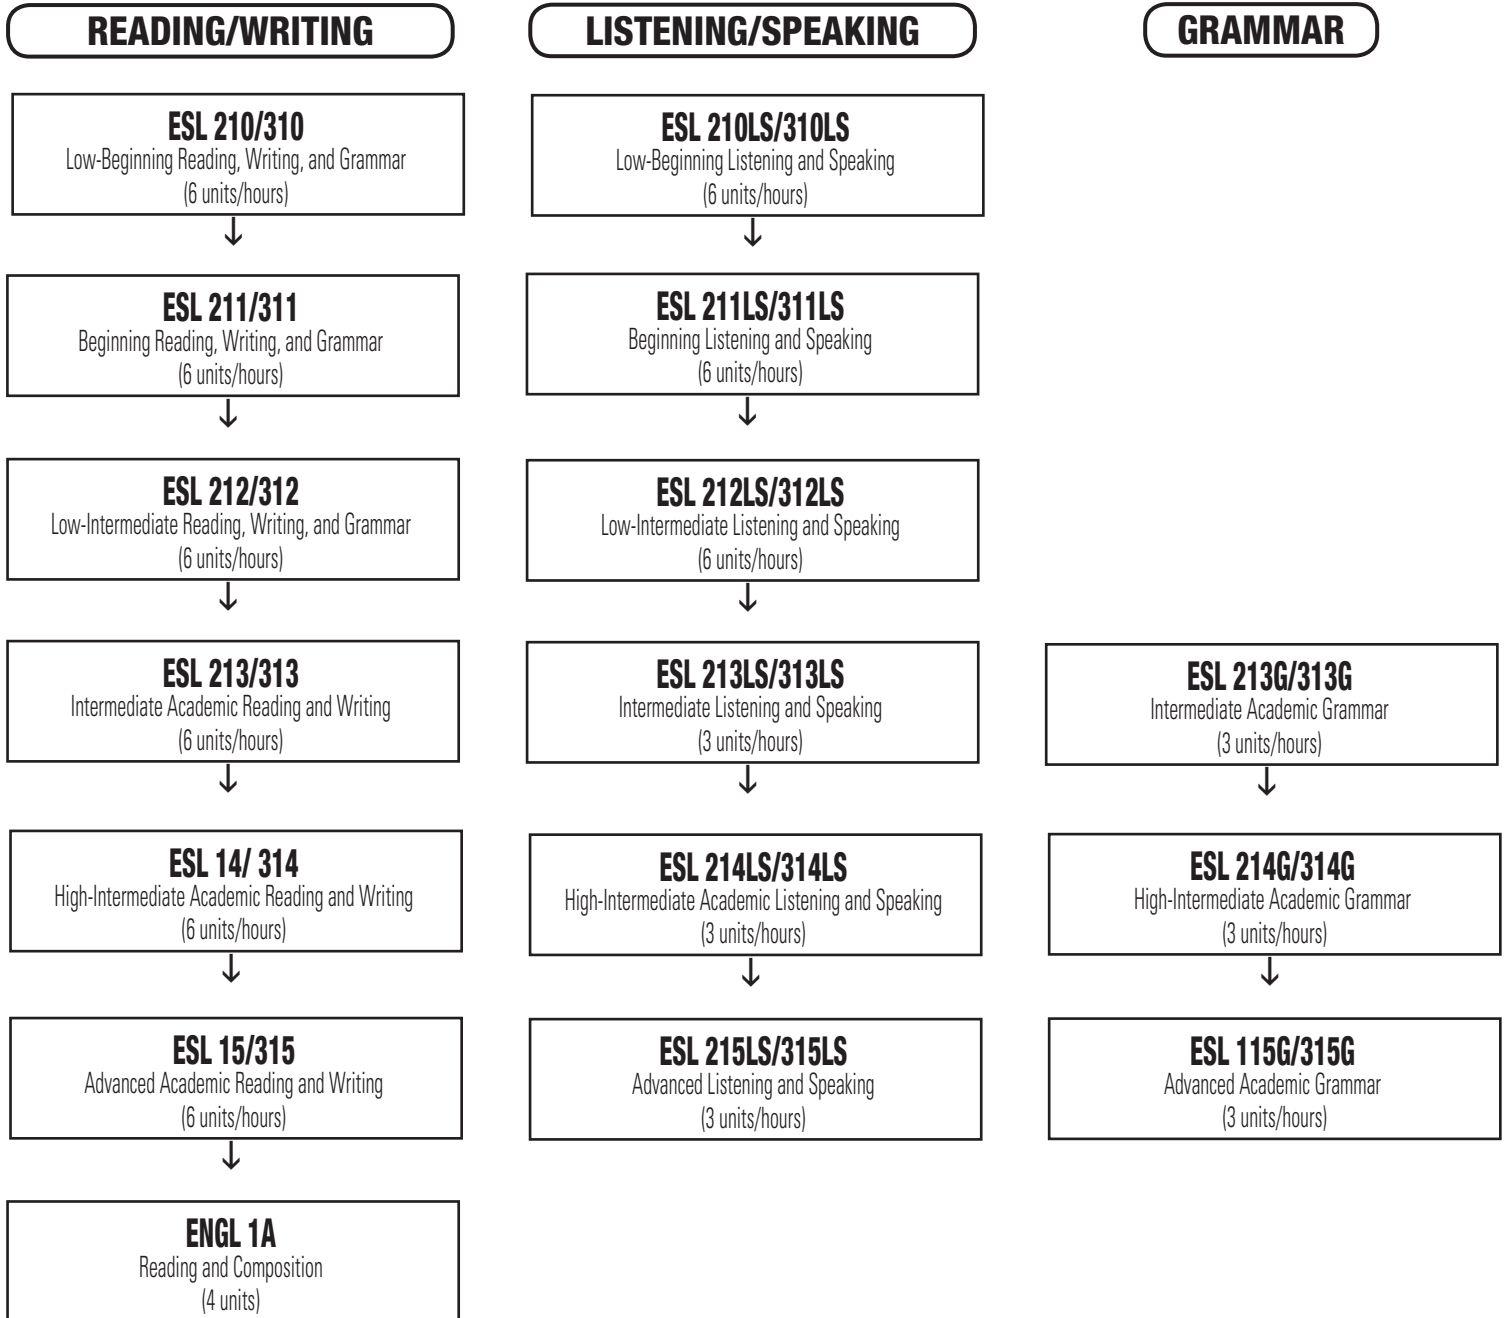 READING/WRITING
ESL 210/310
Low-Beginning Reading, Writing, and Grammar
(6 units/hours)
ESL 211/311
Beginning Reading, Writing, and Grammar
(6 units/hours)
ESL 212/312
Low-Intermediate Reading, Writing, and Grammar
(6 units/hours)
ESL 213/313
Intermediate Academic Reading and Writing
(6 units/hours)
ESL 14/ 314
High-Intermediate Academic Reading and Writing
(6 units/hours)
ESL 15/315
Advanced Academic Reading and Writing
(6 units/hours)
ENGL 1A
Reading and Composition
(4 units)
LISTENING/SPEAKING
ESL 210LS/310LS
Low-Beginning Listening and Speaking
(6 units/hours)
ESL 211LS/311LS
Beginning Listening and Speaking
(6 units/hours)
ESL 212LS/312LS
Low-Intermediate Listening and Speaking
(6 units/hours)
ESL 213LS/313LS
Intermediate Listening and Speaking
(3 units/hours)
ESL 214LS/314LS
High-Intermediate Academic Listening and Speaking
(3 units/hours)
ESL 215LS/315LS
Advanced Listening and Speaking
(3 units/hours)
GRAMMAR
ESL 213G/313G
Intermediate Academic Grammar
(3 units/hours)
ESL 214G/314G
High-Intermediate Academic Grammar
(3 units/hours)
ESL 115G/315G
Advanced Academic Grammar
(3 units/hours)